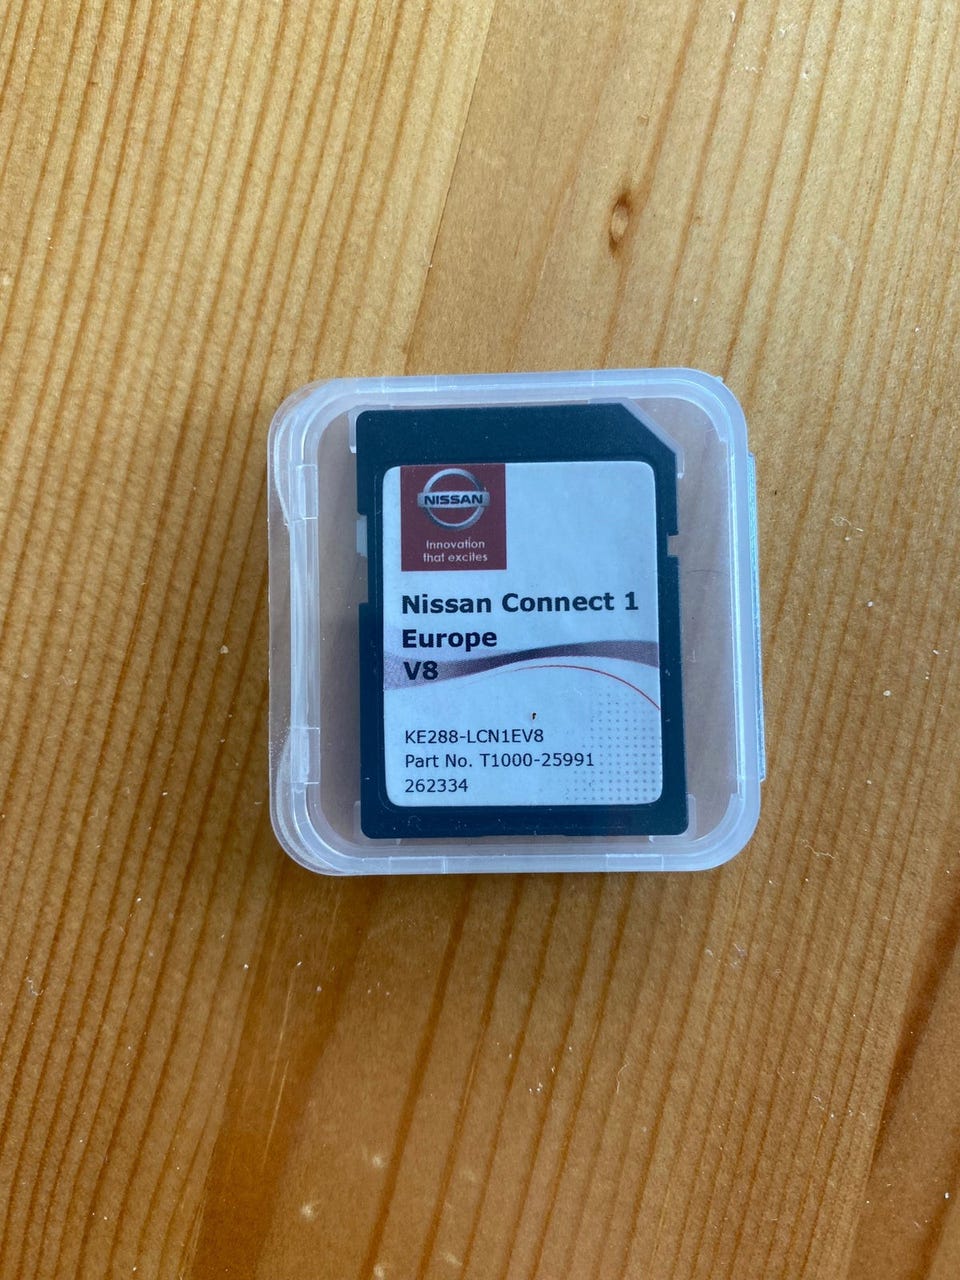 NISSAN
Innovation
that excites
Nissan Connect 1
Europe
V8
KE288-LCN1EV8
Part No. T1000-25991
262334